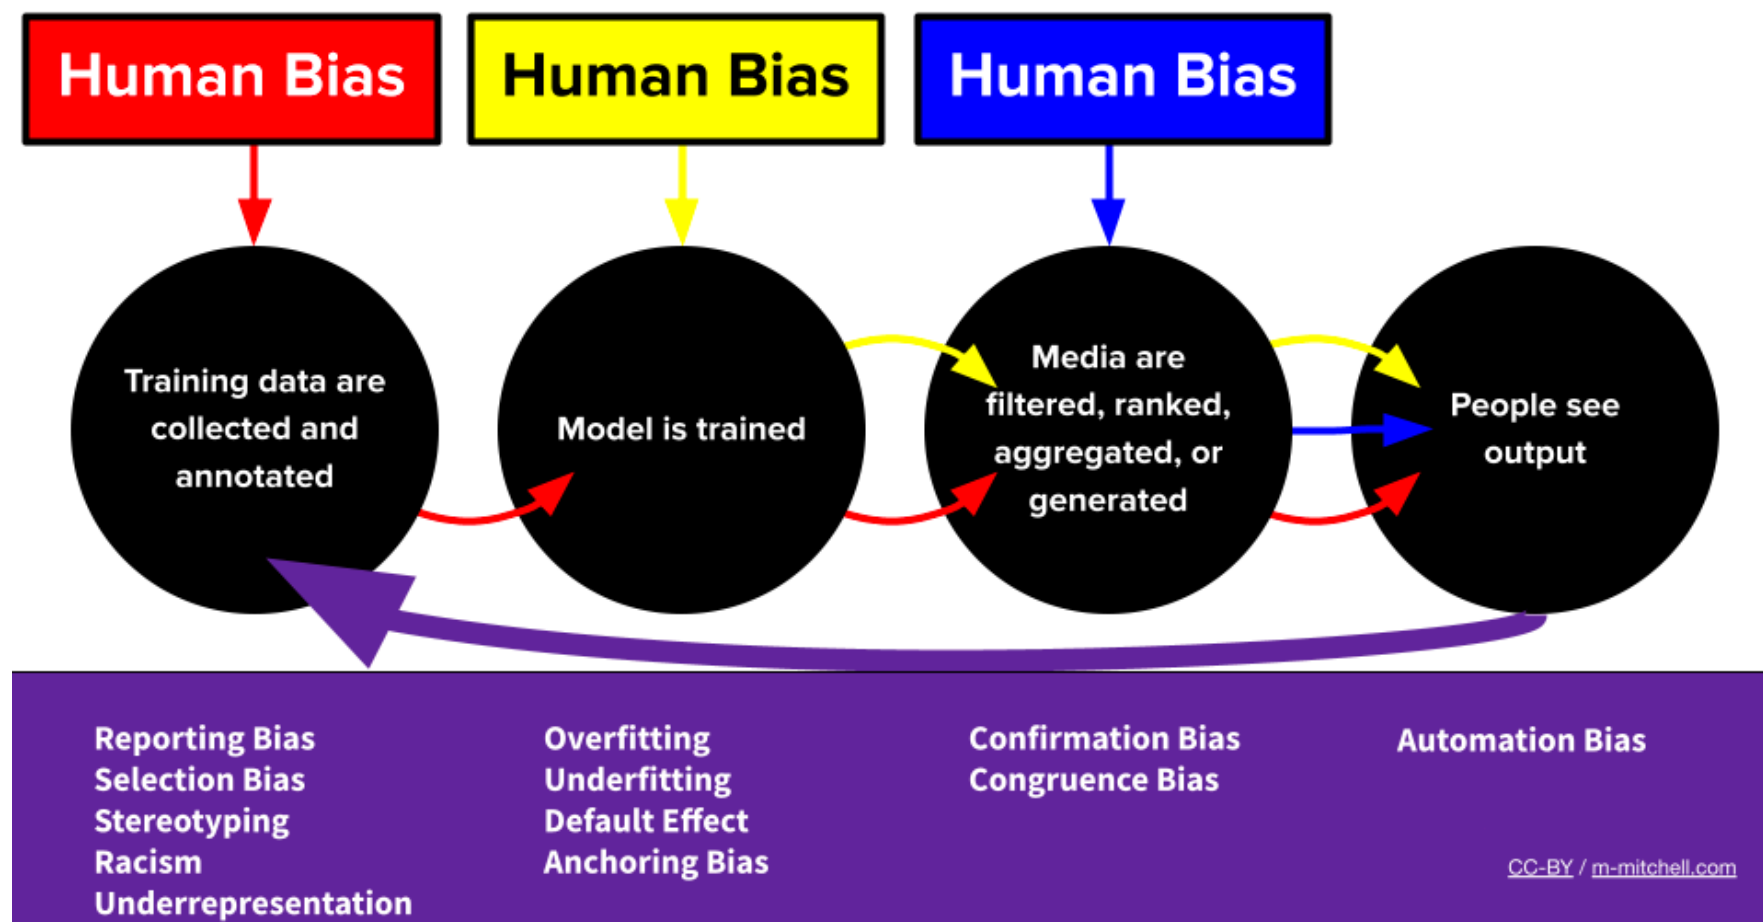 Human Bias
Human Bias
Human Bias
Training data are
collected and
annotated
Model is trained
Media are
filtered, ranked,
aggregated, or
generated
People see
output
Reporting Bias
Selection Bias
Stereotyping
Racism
Underrepresentation
Overfitting
Underfitting
Default Effect
Anchoring Bias
Confirmation Bias
Congruence Bias
Automation Bias
CC-BY / m-mitchell.com